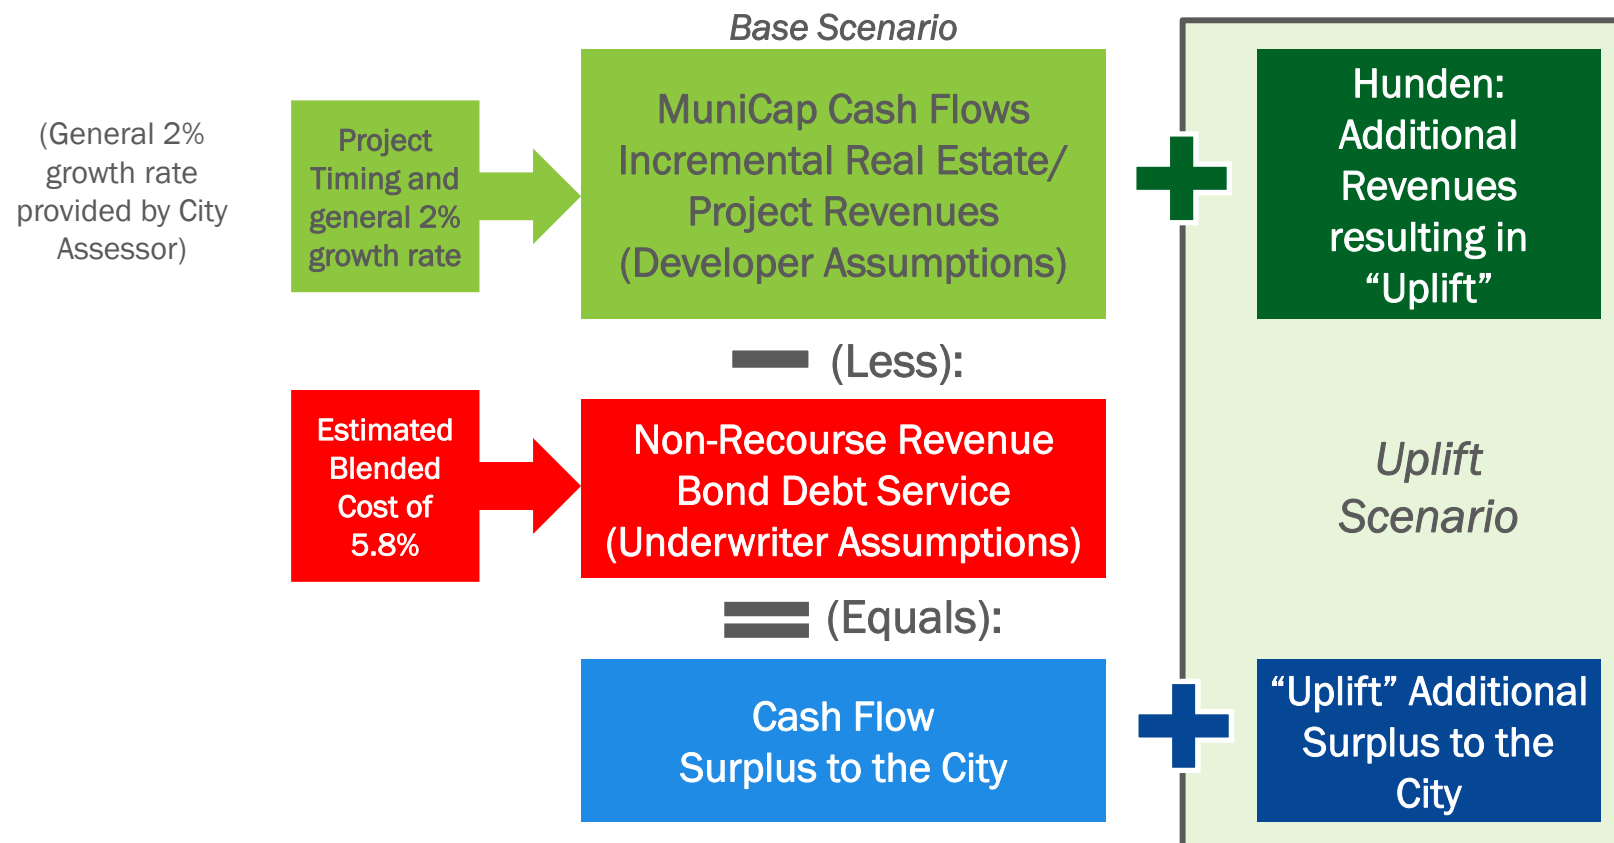 Base Scenario
(General 2%
growth rate
provided by City
Assessor)
Project
Timing and
general 2%
growth rate
MuniCap Cash Flows
Incremental Real Estate/
Project Revenues
(Developer Assumptions)
Hunden:
Additional
Revenues
resulting in
“Uplift”
(Less):
Estimated
Blended
Cost of
5.8%
Non-Recourse Revenue
Bond Debt Service
(Underwriter Assumptions)
Uplift
Scenario
(Equals):
Cash Flow
Surplus to the City
“Uplift” Additional
Surplus to the
City